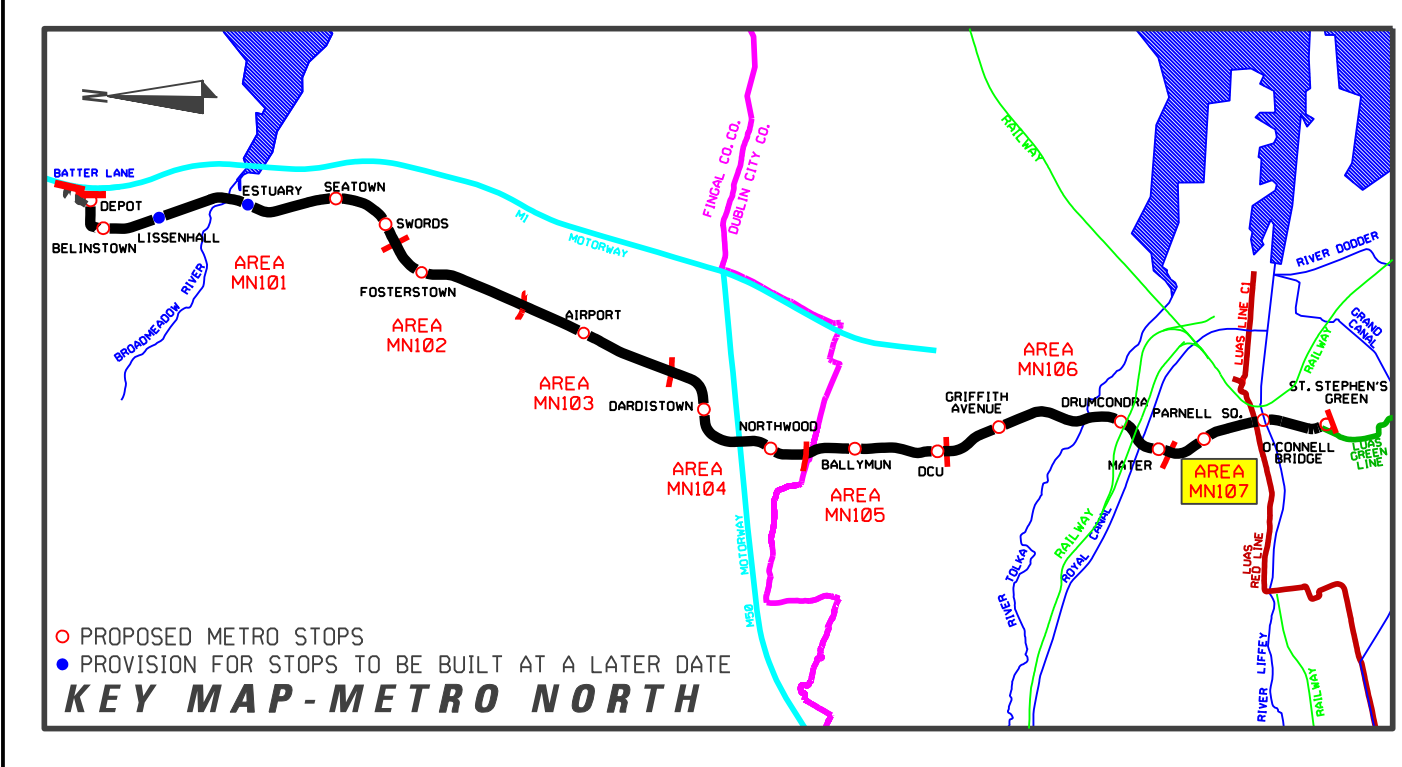 N
BATTER LANE
DEPOT
BELINSTOWN
LISSENHALL
ESTUARY
SEATOWN
SWORDS
BROADMEADOW RIVER
AREA
MN101
FOSTERSTOWN
AREA
MN102
M1
MOTORWAY
AIRPORT
AREA
MN103
FINGAL CO. CO.
DUBLIN CITY CO.
DARDISTOWN
NORTHWOOD
AREA
MN104
MOTORWAY
M50
BALLYMUN
AREA
MN105
DCU
GRIFFITH
AVENUE
AREA
MN106
RAILWAY
DRUMCONDRA
MATER
PARNELL SQ.
AREA
MN107
RIVER TOLKA
RAILWAY
ROYAL CANAL
LUAS LINE C1
RIVER DODDER
GRAND
CANAL
RAILWAY
ST. STEPHEN'S
GREEN
O'CONNELL
BRIDGE
LUAS
GREEN
LINE
LUAS
RED LINE
RIVER LIFFEY
RAILWAY
PROPOSED METRO STOPS
PROVISION FOR STOPS TO BE BUILT AT A LATER DATE
KEY MAP-METRO NORTH